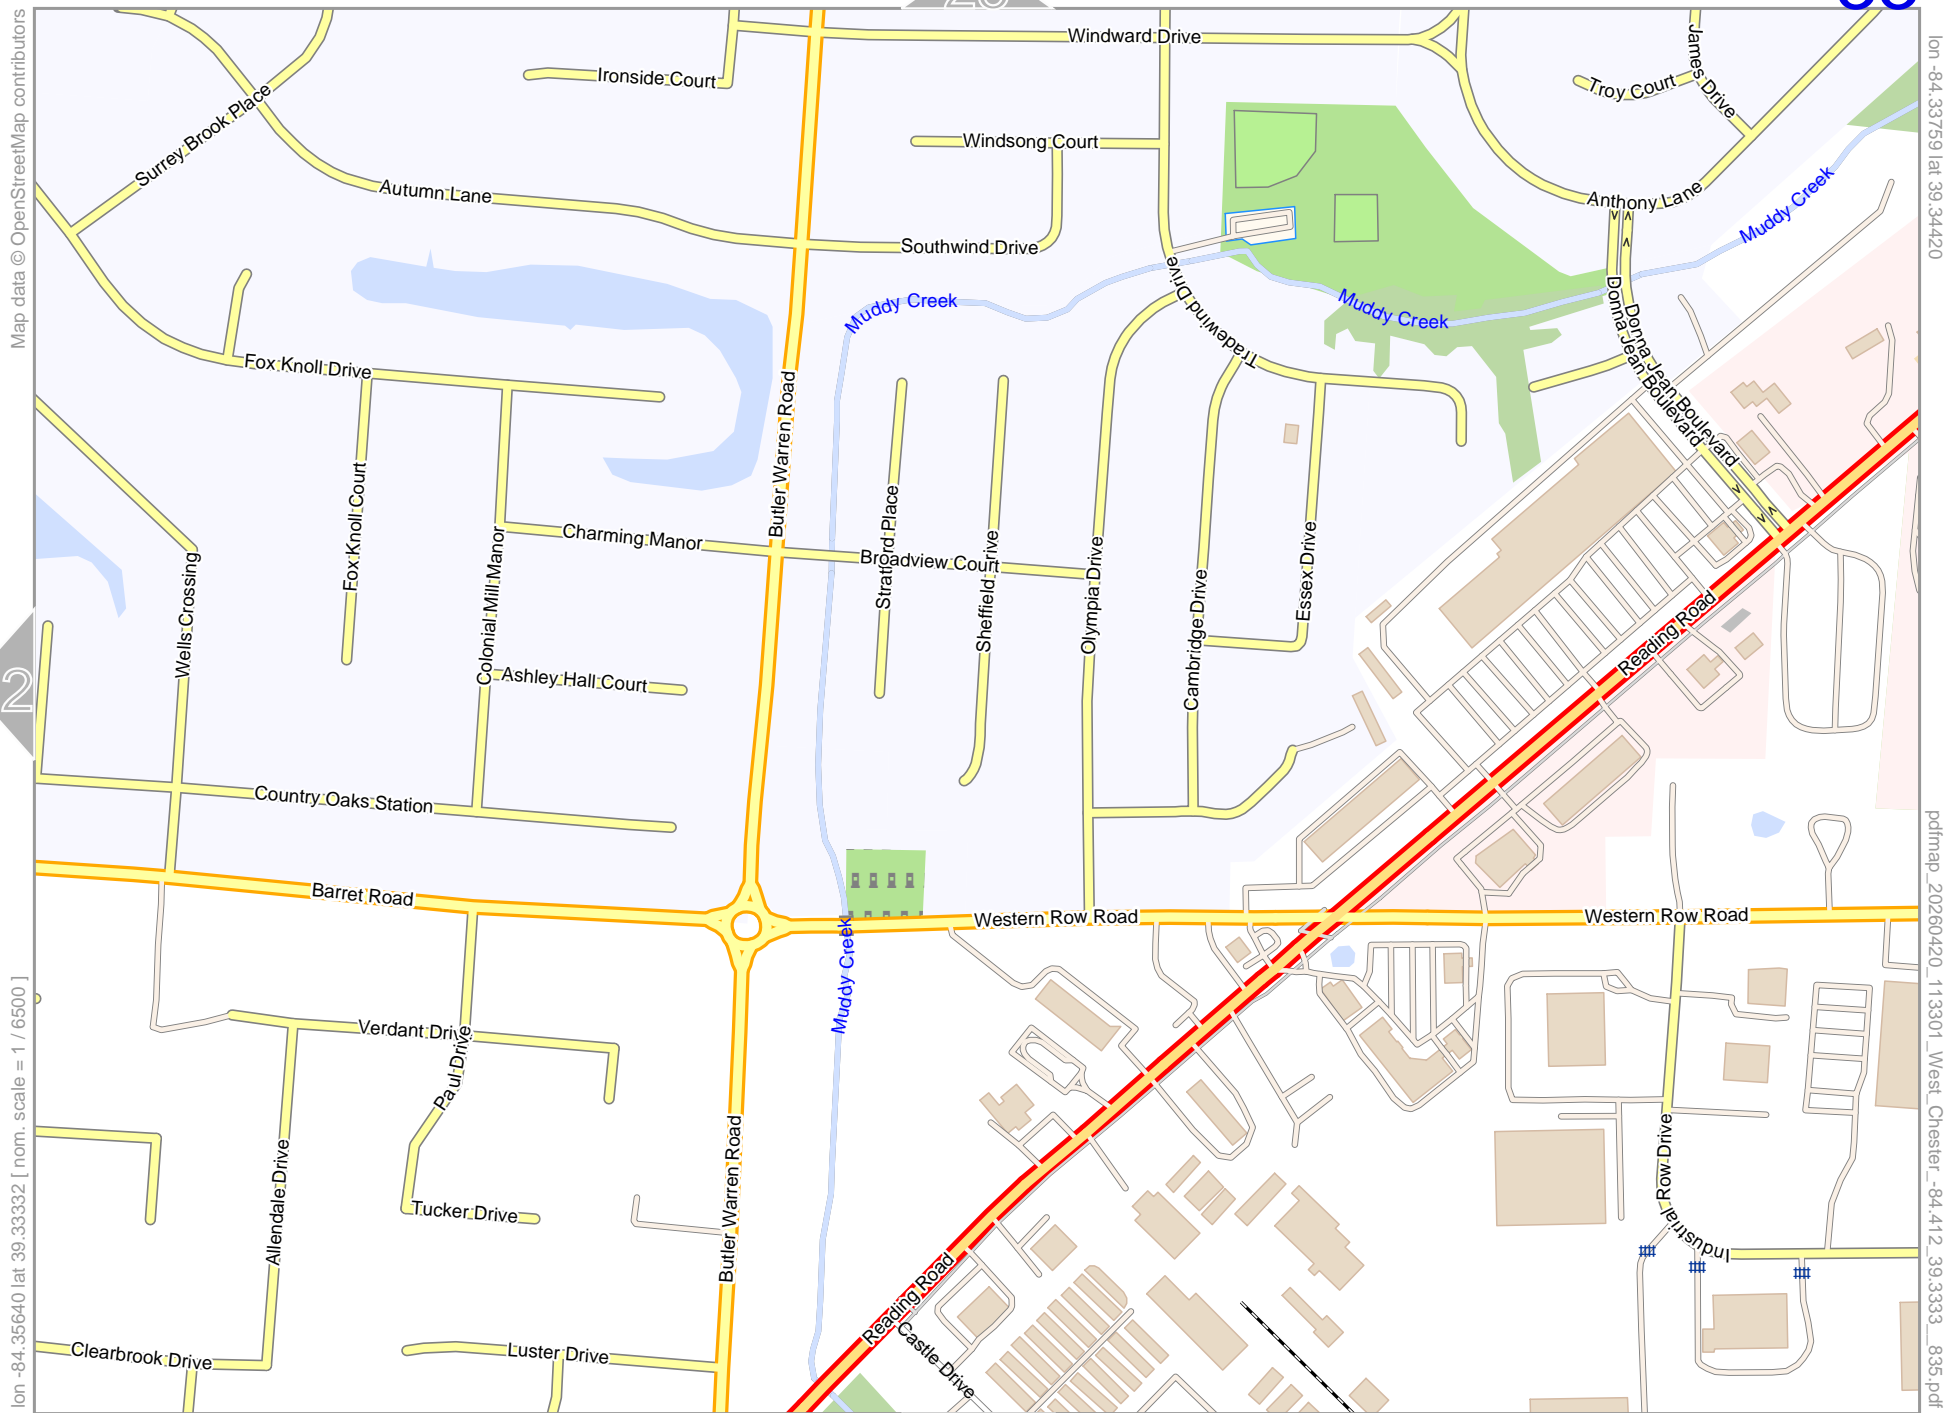 Windward Drive
Ironside Court
James Drive
Troy Court
Surrey Brook Place
Windsong Court
Autumn Lane
Anthony Lane
Muddy Creek
Southwind Drive
Muddy Creek
Muddy Creek
Tradewind Drive
Donna Jean Boulevard
Donna Jean Boulevard
Fox Knoll Drive
Butler Warren Road
Fox Knoll Court
Charming Manor
Stratford Place
Broadview Court
Sheffield Drive
Olympia Drive
Cambridge Drive
Essex Drive
Wells Crossing
Colonial Mill Manor
Ashley Hall Court
Reading Road
2
Country Oaks Station
Barret Road
Western Row Road
Western Row Road
Muddy Creek
Verdant Drive
Paul Drive
Allendale Drive
Tucker Drive
Butler Warren Road
Industrial Row Drive
Reading Road
Castle Drive
Clearbrook Drive
Luster Drive
Map data © OpenStreetMap contributors
lon -84.35640 lat 39.33332 [ nom. scale = 1 / 6500 ]
lon -84.33759 lat 39.34420
pdfmap_20260420_113301_West_Chester_-84.412_39.33333__835.pdf